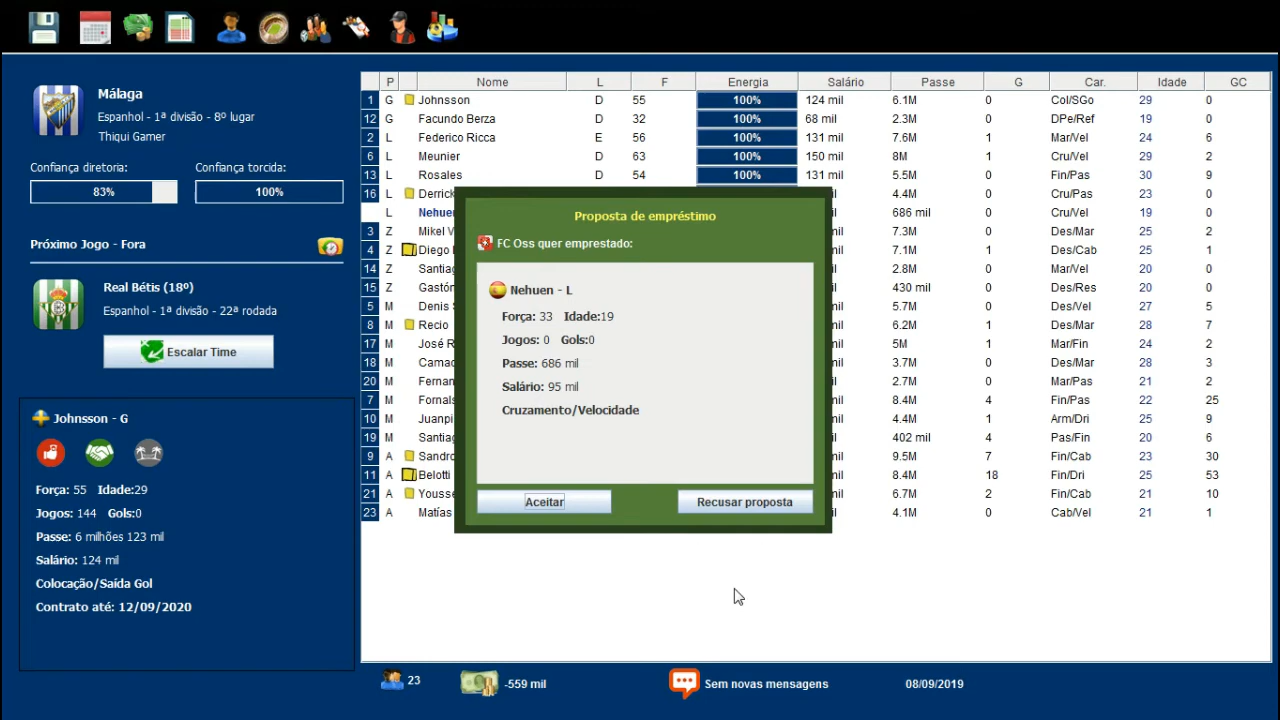 Málaga
Espanhol - 1ª divisão - 8º lugar
Thiqui Gamer
Confiança diretoria: Confiança torcida:
83% 100%
Próximo Jogo - Fora
Real Bétis (18º)
Espanhol - 1ª divisão - 22ª rodada
Escalar Time
Johnsson - G
Força: 55 Idade:29
Jogos: 144 Gols:0
Passe: 6 milhões 123 mil
Salário: 124 mil
Colocação/Saída Gol
Contrato até: 12/09/2020
P Nome L F Energia Salário Passe G Car. Idade GC
1 G Johnsson D 55 100% 124 mil 6.1M 0 Col/SGo 29 0
12 G Facundo Berza D 32 100% 68 mil 2.3M 0 DPe/Ref 19 0
2 L Federico Ricca E 56 100% 131 mil 7.6M 1 Mar/Vel 24 6
6 L Meunier D 63 100% 150 mil 8M 1 Cru/Vel 29 2
13 L Rosales D 54 100% 131 mil 5.5M 0 Fin/Pas 30 9
16 L Derrick 4.4M 0 Cru/Pas 23 0
L Nehuen 686 mil 0 Cru/Vel 19 0
3 Z Mikel V 7.3M 0 Des/Mar 25 2
4 Z Diego 7.1M 1 Des/Cab 25 1
14 Z Santiag 2.8M 0 Mar/Vel 20 0
15 Z Gastón 430 mil 0 Des/Res 20 0
5 M Denis S 5.7M 0 Des/Vel 27 5
8 M Recio 6.2M 1 Des/Mar 28 7
17 M José R 5M 1 Mar/Fin 24 2
18 M Camac 3.7M 0 Des/Mar 28 3
20 M Fernan 2.7M 0 Mar/Pas 21 2
7 M Fornals 8.4M 4 Fin/Pas 22 25
10 M Juanpi 4.4M 1 Arm/Dri 25 9
19 M Santiag 402 mil 4 Pas/Fin 20 6
9 A Sandro 9.5M 7 Fin/Cab 23 30
11 A Belotti il 8.4M 18 Fin/Dri 25 53
21 A Yousse 6.7M 2 Fin/Cab 21 10
23 A Matías il 4.1M 0 Cab/Vel 21 1
Proposta de empréstimo
FC Oss quer emprestado:
Nehuen - L
Força: 33 Idade:19
Jogos: 0 Gols:0
Passe: 686 mil
Salário: 95 mil
Cruzamento/Velocidade
Aceitar Recusar proposta
23 -559 mil Sem novas mensagens 08/09/2019